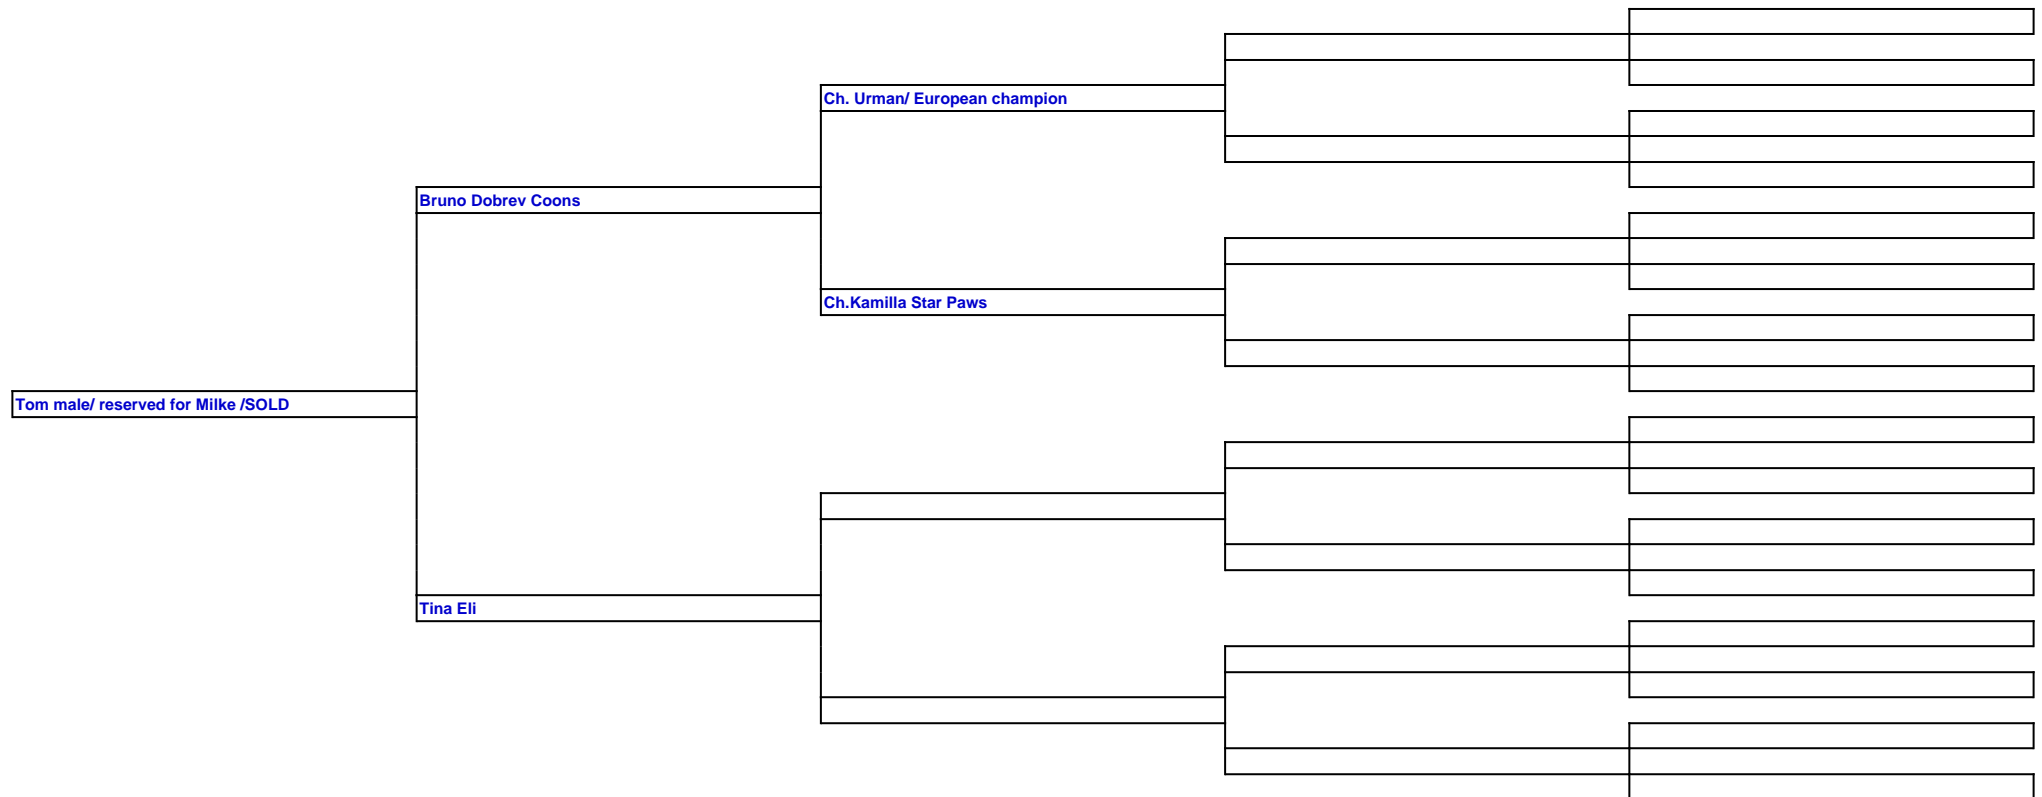 Ch. Urman/ European champion
Bruno Dobrev Coons
Ch.Kamilla Star Paws
Tom male/ reserved for Milke /SOLD
Tina Eli